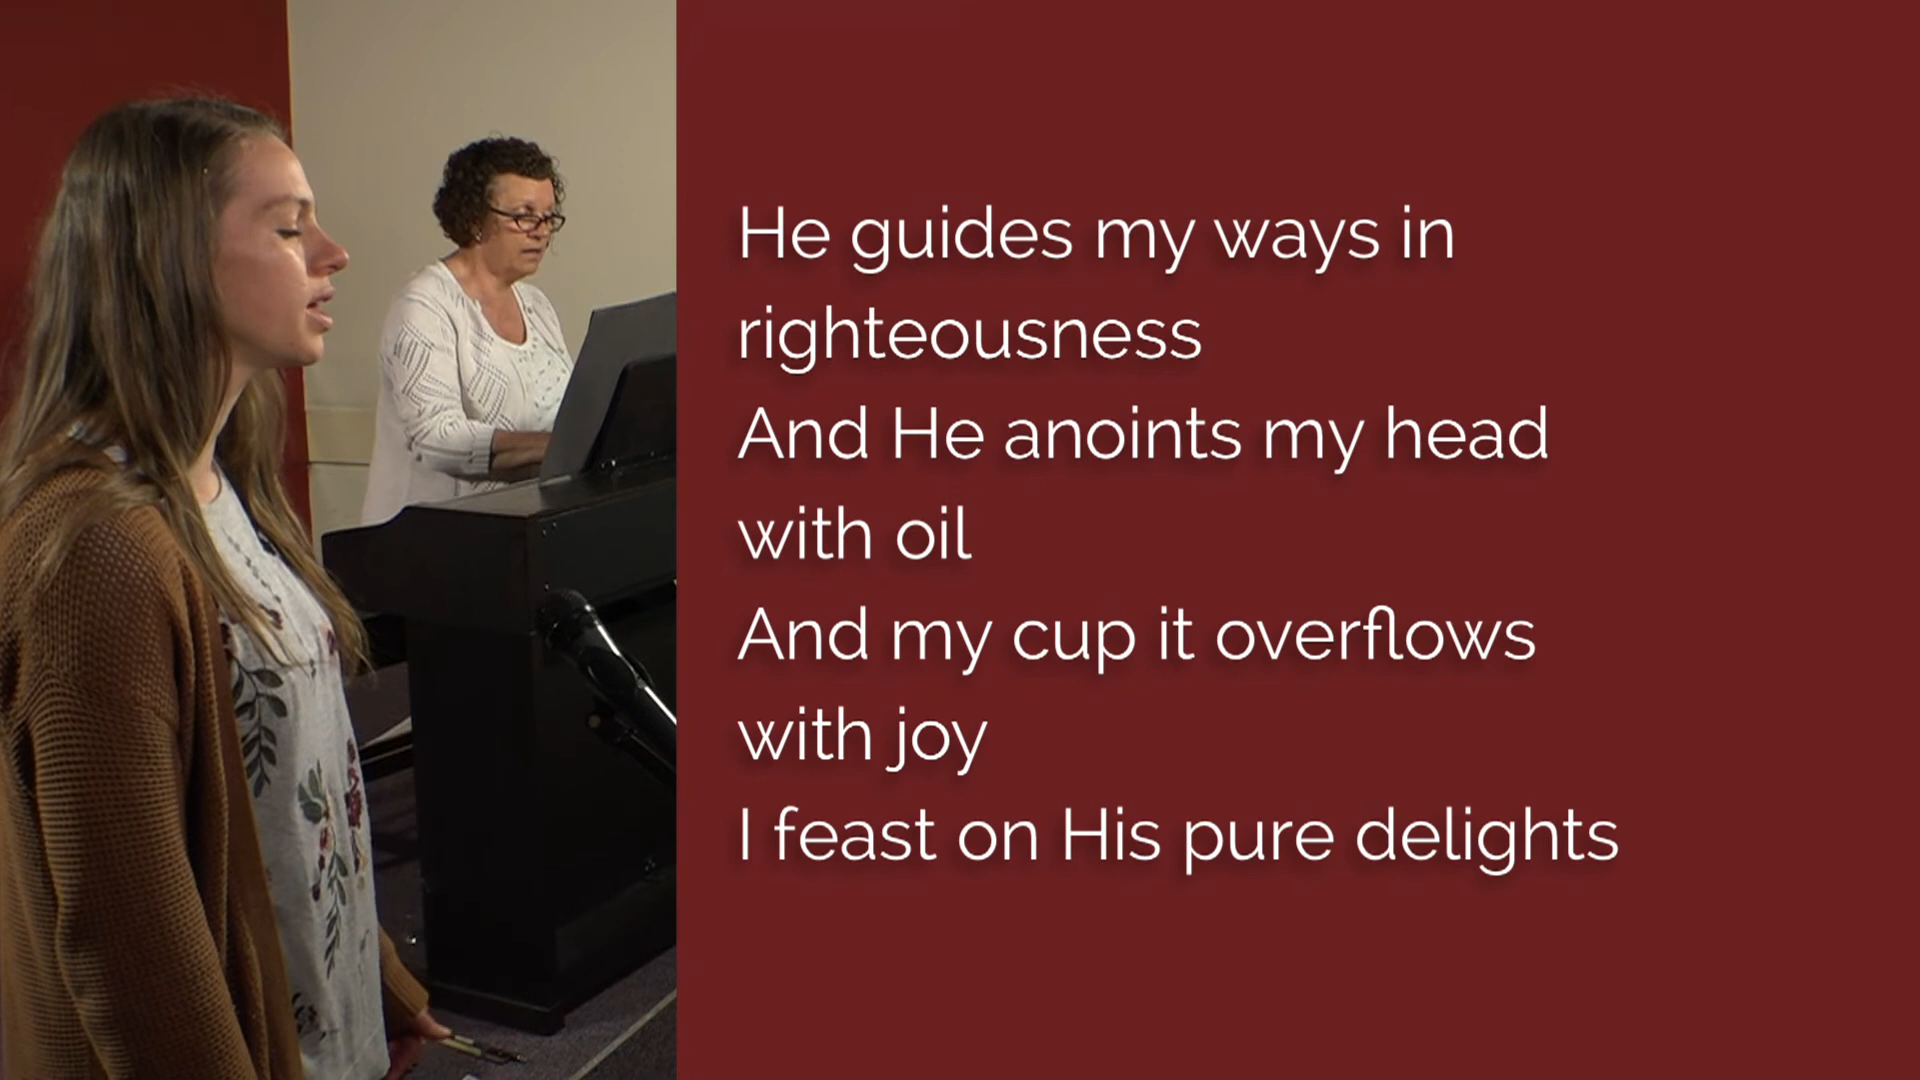 He guides my ways in
righteousness
And He anoints my head
with oil
And my cup it overflows
with joy
I feast on His pure delights